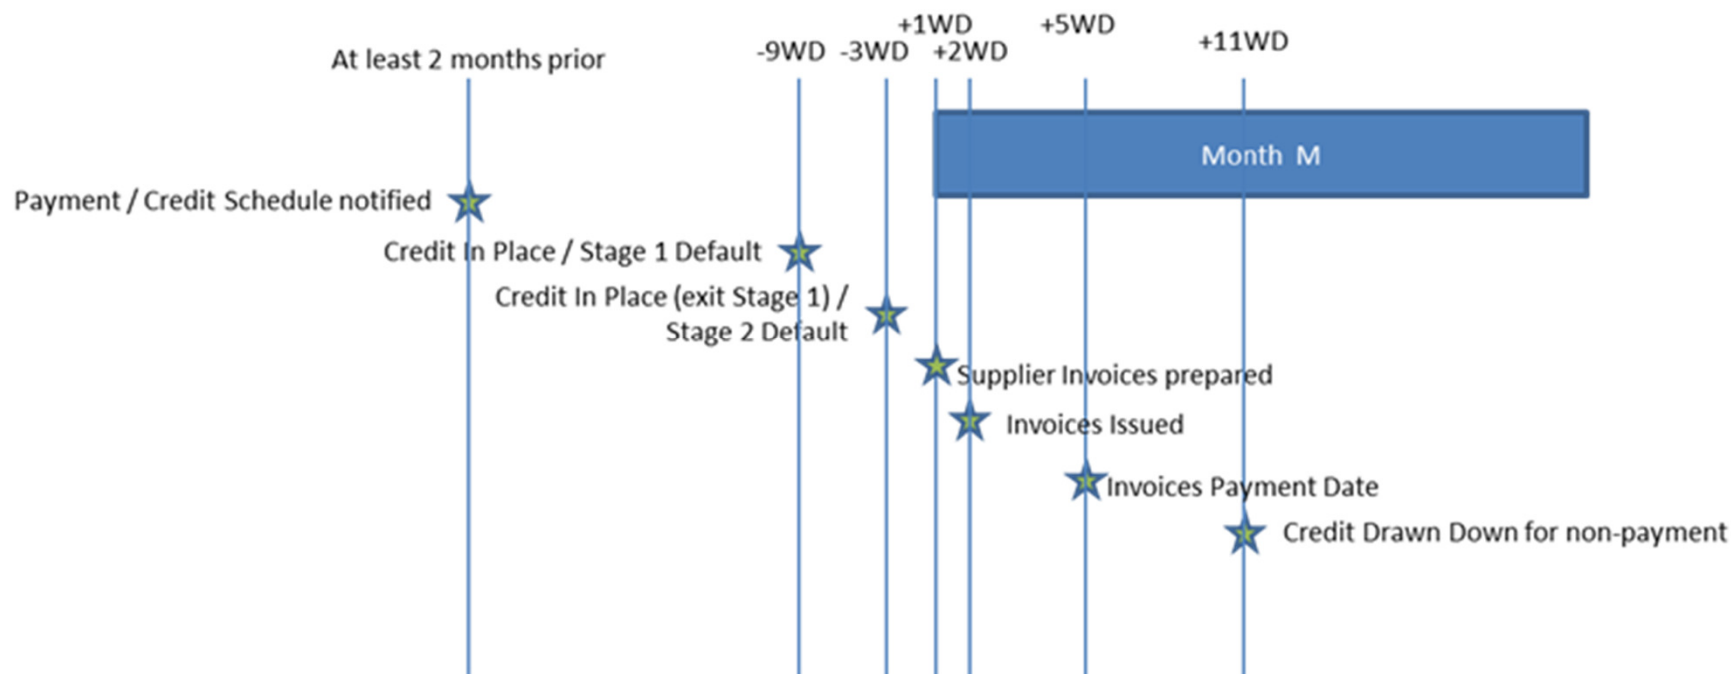 +1WD
+5WD
+11WD
At least 2 months prior
-9WD
-3WD
+2WD
Month M
Payment / Credit Schedule notified
Credit In Place / Stage 1 Default
Credit In Place (exit Stage 1) /
Stage 2 Default
Supplier Invoices prepared
Invoices Issued
Invoices Payment Date
Credit Drawn Down for non-payment